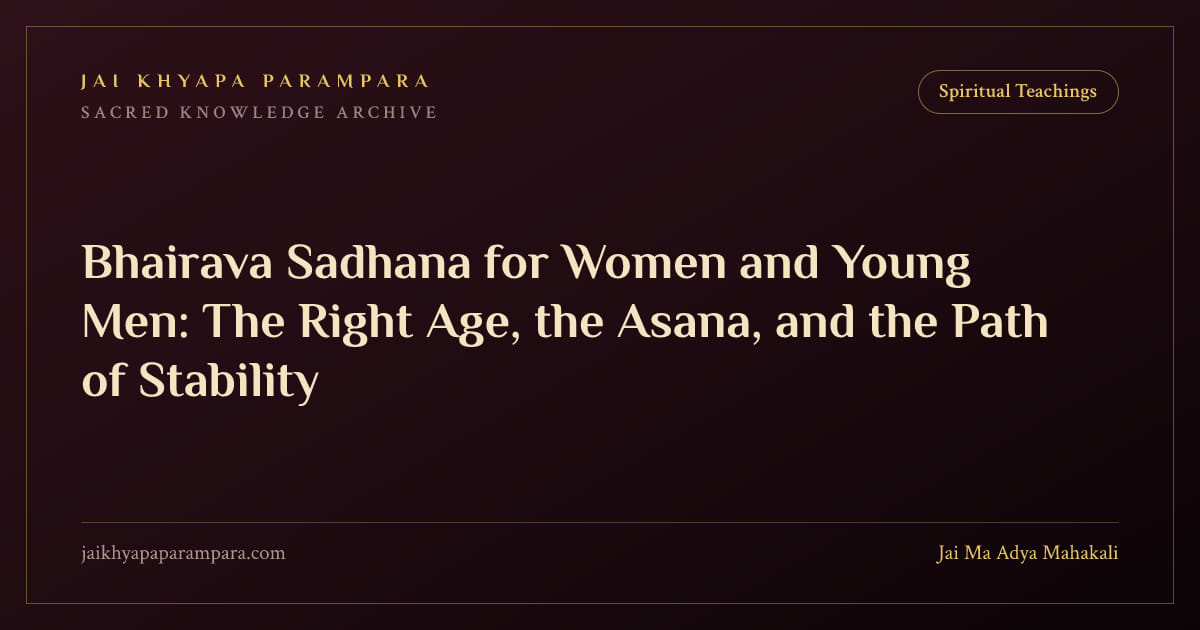 JAI KHYAPA PARAMPARA
SACRED KNOWLEDGE ARCHIVE
Spiritual Teachings
Bhairava Sadhana for Women and Young
Men: The Right Age, the Asana, and the Path
of Stability
jaikhyapaparampara.com
Jai Ma Adya Mahakali